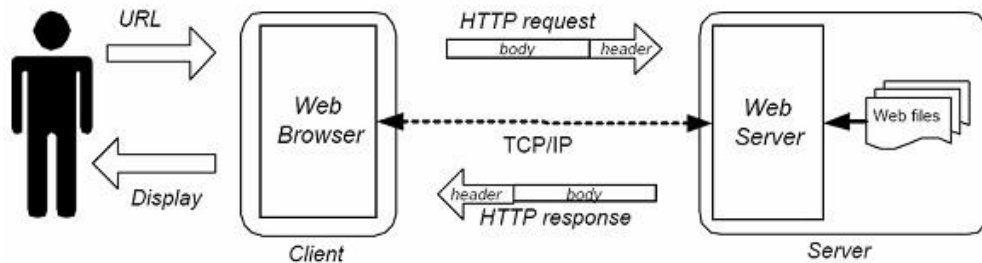 URL
HTTP request
body header
Web
Browser
Web
Server
Web files
TCP/IP
Display
header body
HTTP response
Client
Server